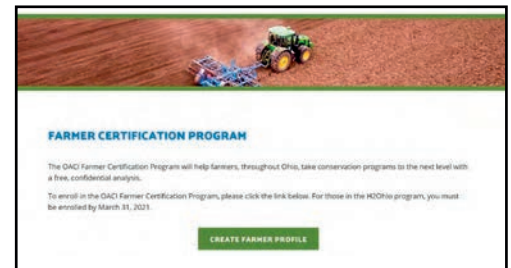 FARMER CERTIFICATION PROGRAM
The OACI Farmer Certification Program will help farmers, throughout Ohio, take conservation programs to the next level with
a free, confidential analysis.
To enroll in the OACI Farmer Certification Program, please click the link below. For those in the H2Ohio program, you must
be enrolled by March 31, 2021.
CREATE FARMER PROFILE